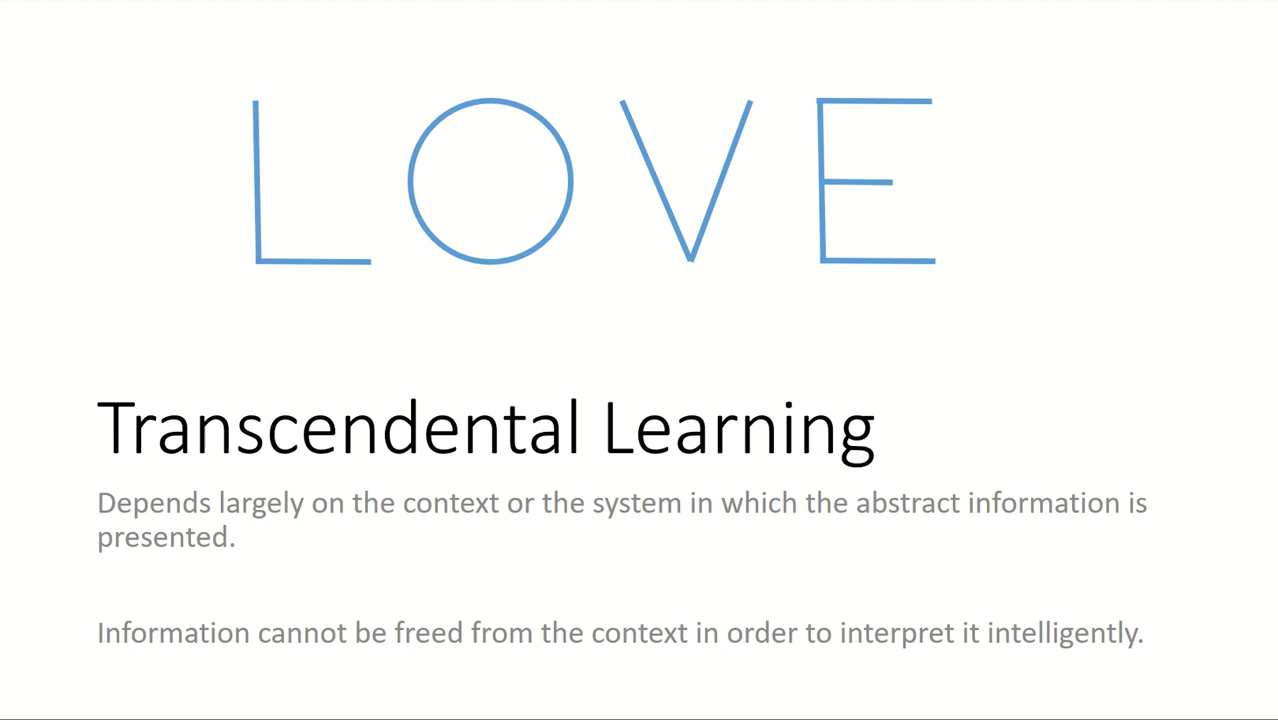 LOVE
Transcendental Learning
Depends largely on the context or the system in which the abstract information is
presented.
Information cannot be freed from the context in order to interpret it intelligently.